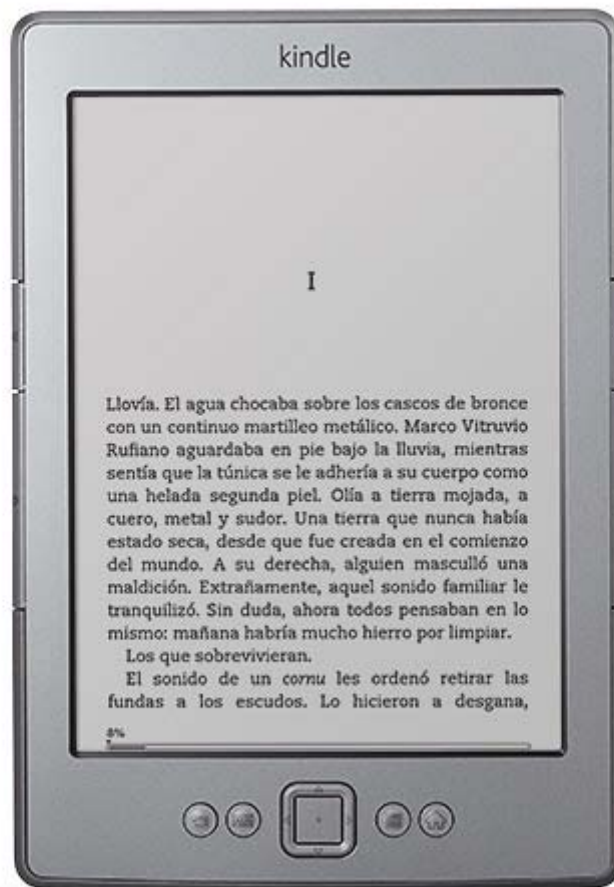 kindle
I
Llovía. El agua chocaba sobre los cascos de bronce
con un continuo martilleo metálico. Marco Vitruvio
Rufiano aguardaba en pie bajo la lluvia, mientras
sentía que la túnica se le adhería a su cuerpo como
una helada segunda piel. Olía a tierra mojada, a
cuero, metal y sudor. Una tierra que nunca había
estado seca, desde que fue creada en el comienzo
del mundo. A su derecha, alguien masculló una
maldición. Extrañamente, aquel sonido familiar le
tranquilizó. Sin duda, ahora todos pensaban en lo
mismo: mañana habría mucho hierro por limpiar.
Los que sobrevivieran.
El sonido de un cornu les ordenó retirar las
fundas a los escudos. Lo hicieron a desgana,
8%